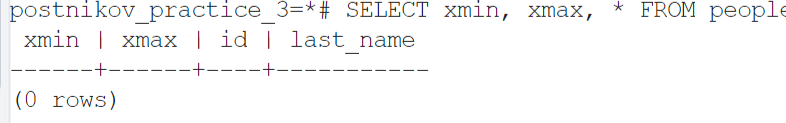 postnikov_practice_3=*# SELECT xmin, xmax, * FROM people
 xmin | xmax | id | last_name
------+------+----+-----------
(0 rows)